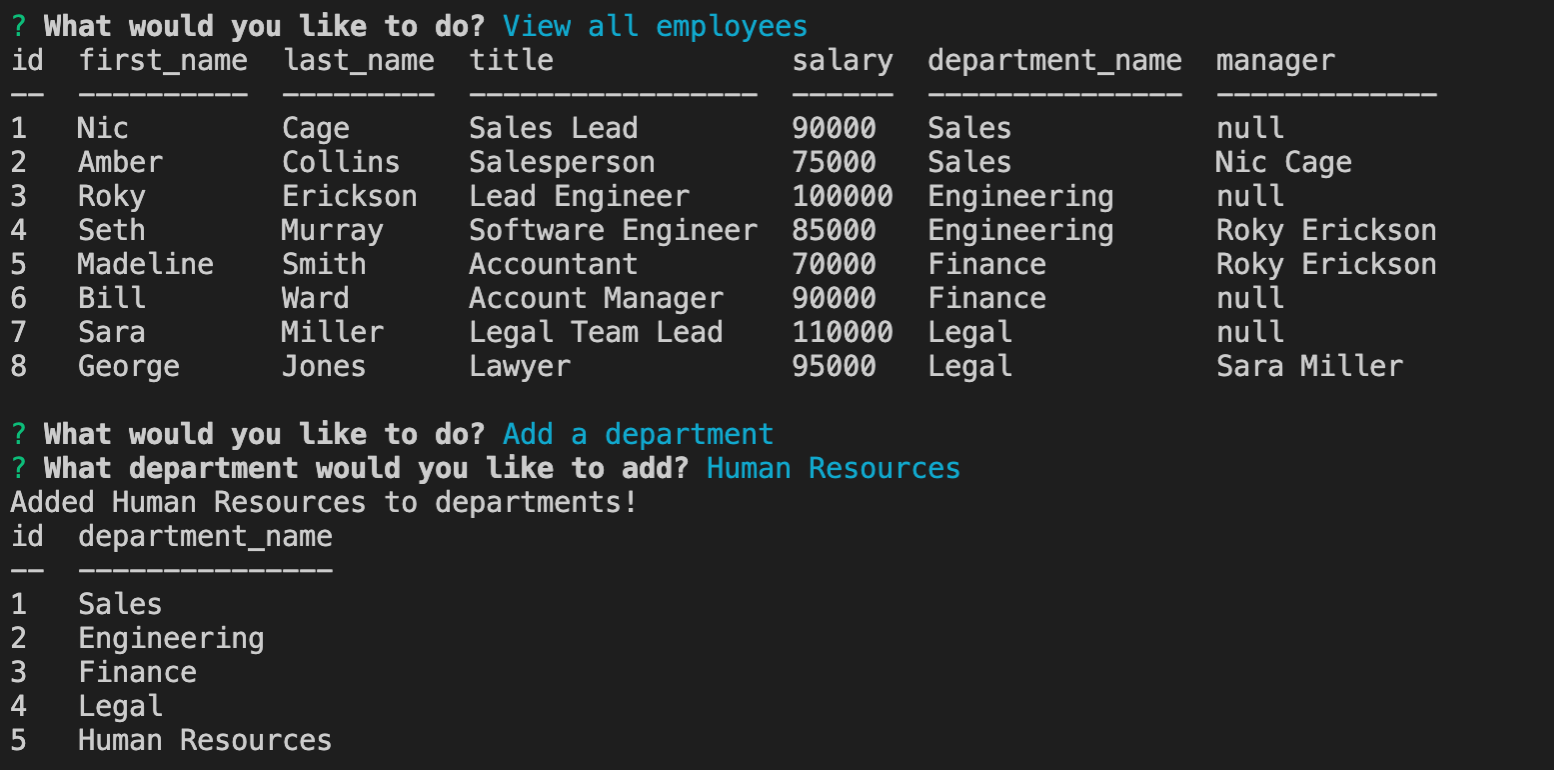 ? What would you like to do? View all employees
id  first_name  last_name  title              salary  department_name  manager
--  ----------  ---------  -----------------  ------  ---------------  -------------
1   Nic         Cage       Sales Lead         90000   Sales            null
2   Amber       Collins    Salesperson        75000   Sales            Nic Cage
3   Roky        Erickson   Lead Engineer      100000  Engineering      null
4   Seth        Murray     Software Engineer  85000   Engineering      Roky Erickson
5   Madeline    Smith      Accountant         70000   Finance          Roky Erickson
6   Bill        Ward       Account Manager    90000   Finance          null
7   Sara        Miller     Legal Team Lead    110000  Legal            null
8   George      Jones      Lawyer             95000   Legal            Sara Miller
? What would you like to do? Add a department
? What department would you like to add? Human Resources
Added Human Resources to departments!
id  department_name
--  ---------------
1   Sales
2   Engineering
3   Finance
4   Legal
5   Human Resources